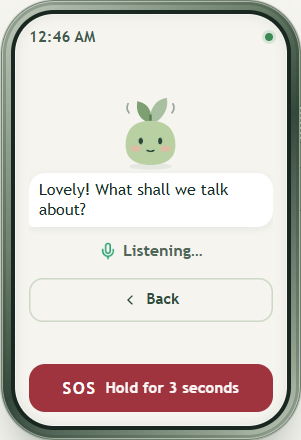 12:46 AM
Lovely! What shall we talk
about?
Listening...
Back
SOS Hold for 3 seconds